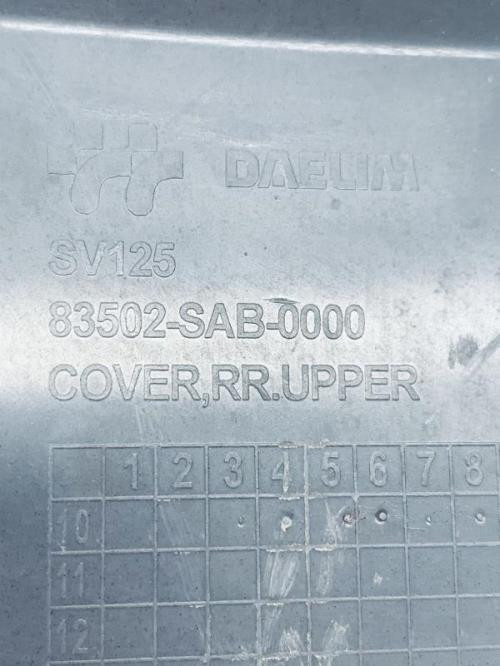 DAELIM
SV125
83502-SAB-0000
COVER,RR.UPPER
1 2 3 4 5 6 7 8
10
11
12